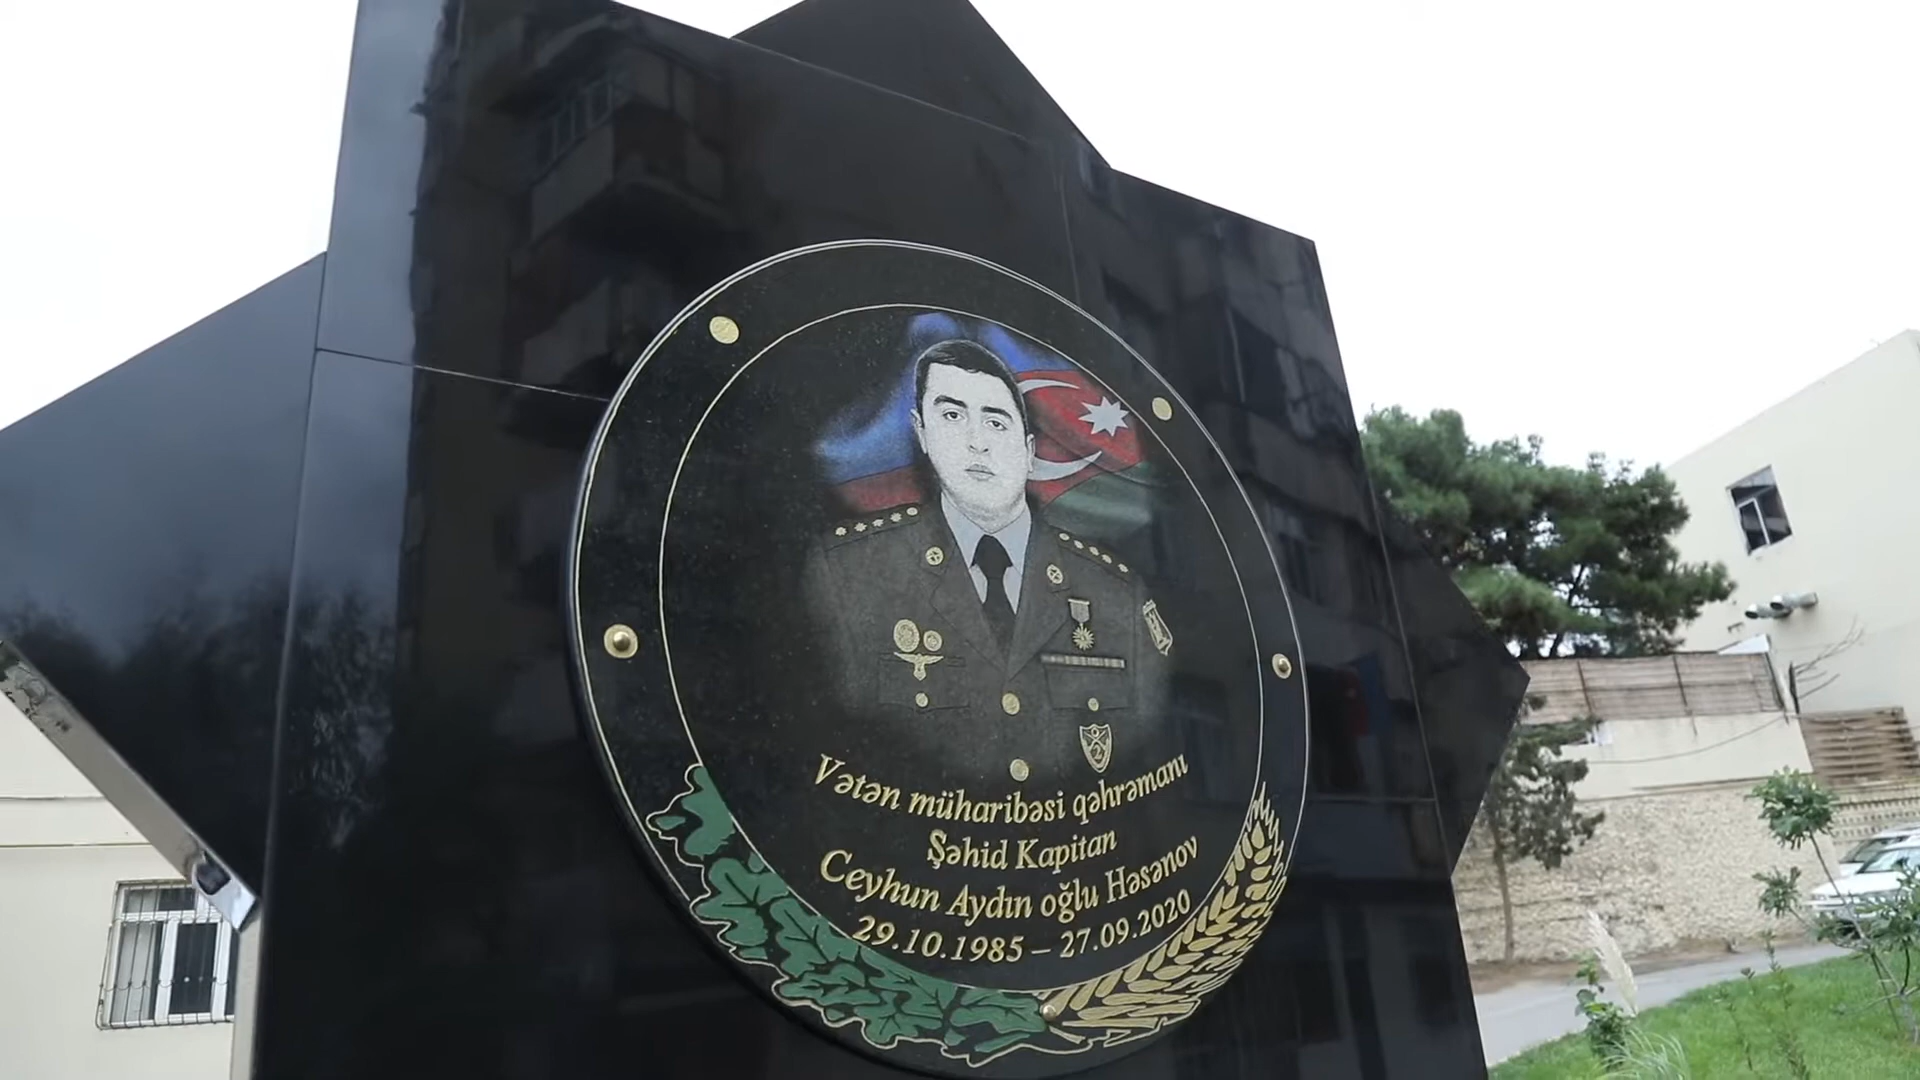 Vətən müharibəsi qəhrəmanı
Şəhid Kapitan
Ceyhun Aydın oğlu Həsənov
29.10.1985 – 27.09.2020